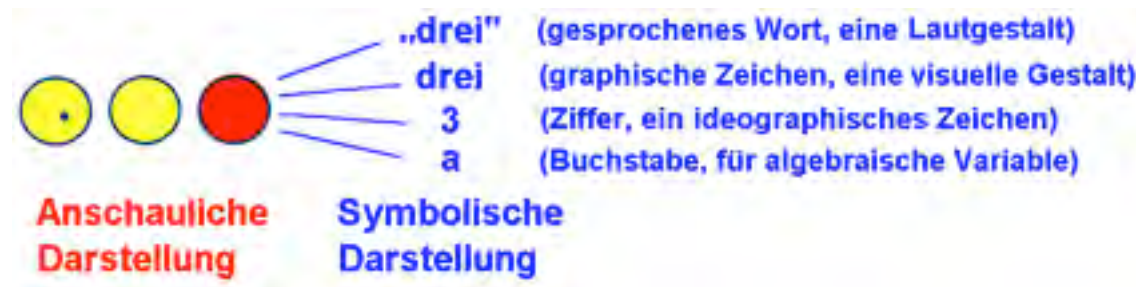 „drei" (gesprochenes Wort, eine Lautgestalt)
drei (graphische Zeichen, eine visuelle Gestalt)
3 (Ziffer, ein ideographisches Zeichen)
a (Buchstabe, für algebraische Variable)
Anschauliche Symbolische
Darstellung Darstellung